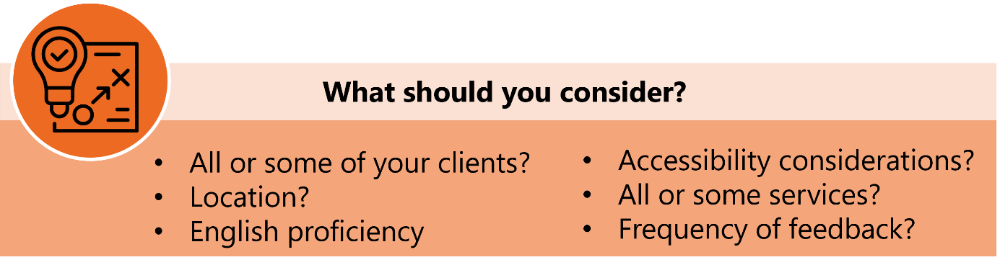 What should you consider?
• All or some of your clients?
• Location?
• English proficiency
• Accessibility considerations?
• All or some services?
• Frequency of feedback?